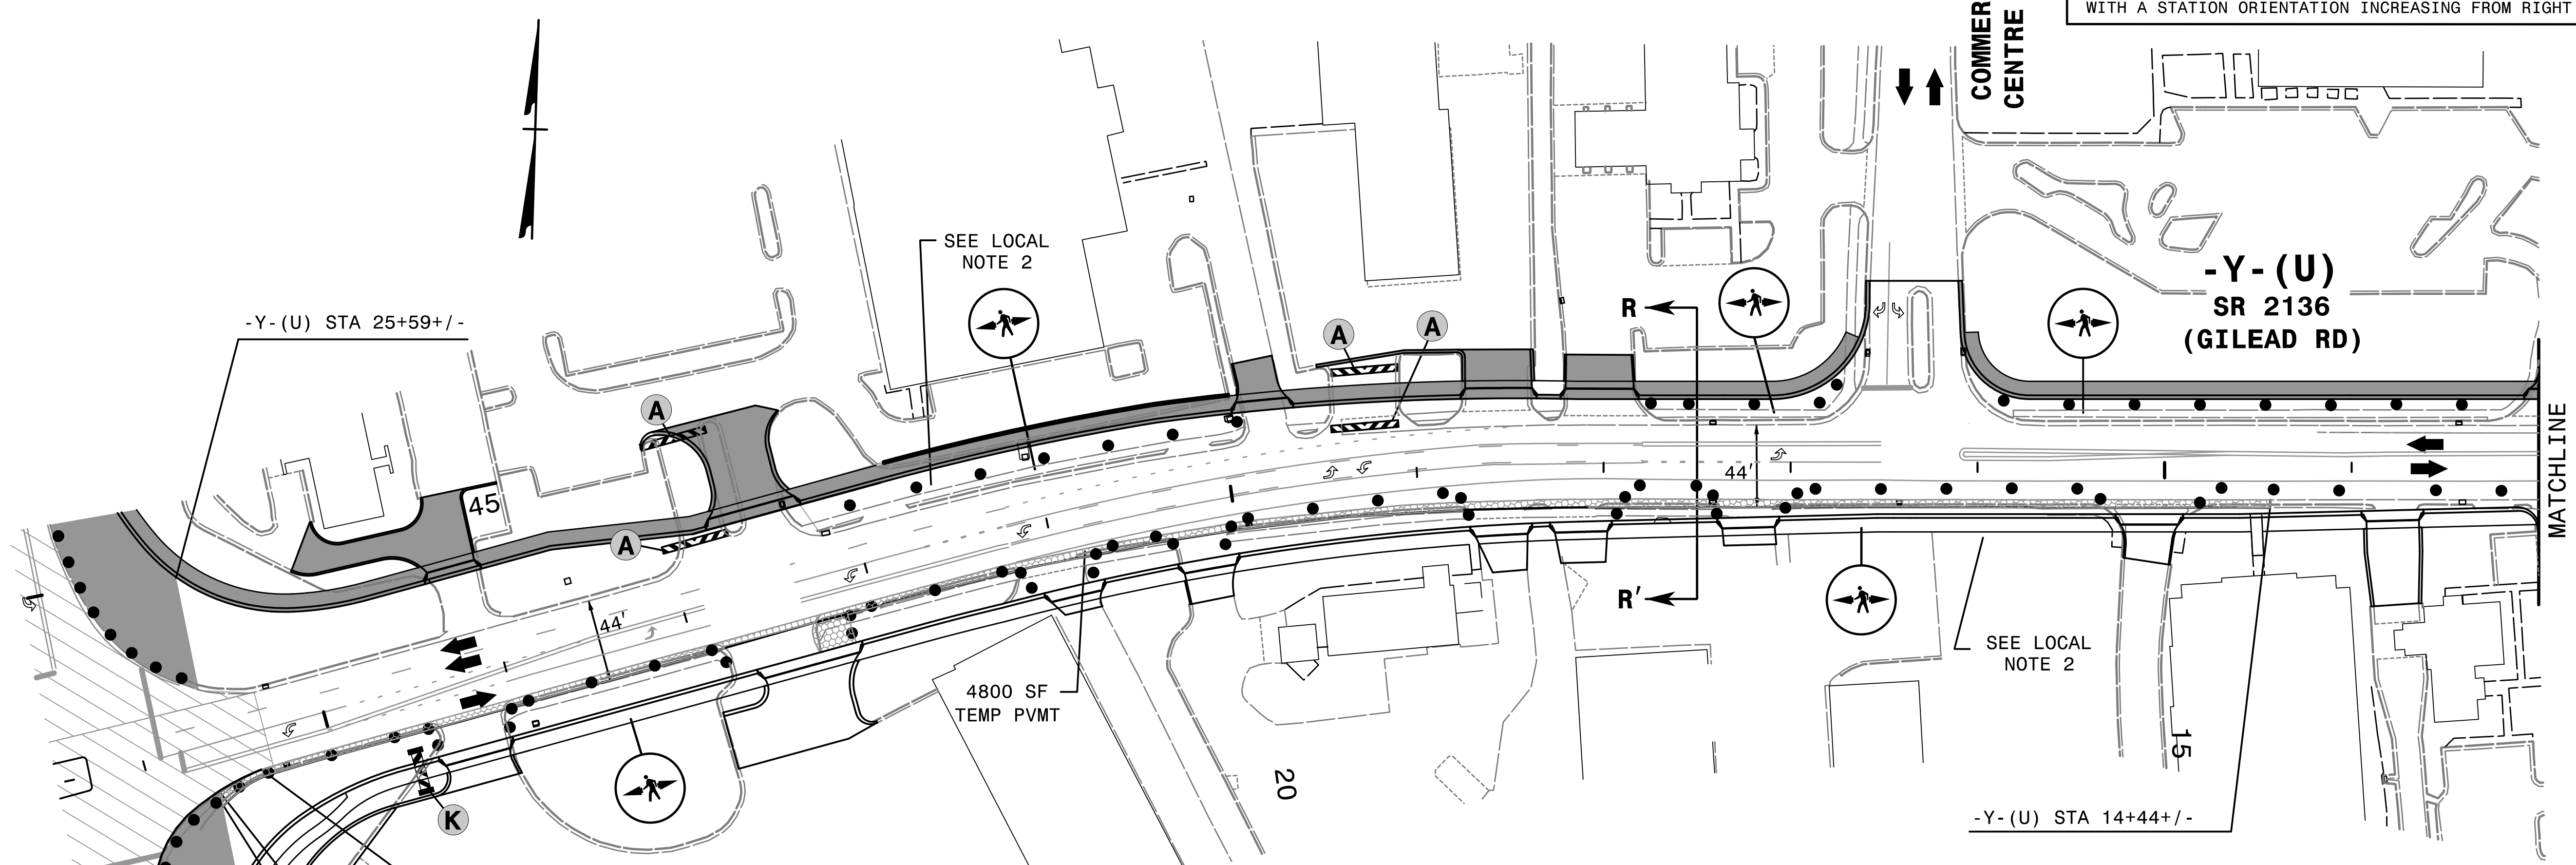 COMMER
CENTRE
WITH A STATION ORIENTATION INCREASING FROM RIGHT
SEE LOCAL
NOTE 2
-Y-(U) STA 25+59+/-
-Y-(U)
SR 2136
(GILEAD RD)
R
A
A
A
A
45
44'
44'
MATCHLINE
R'
SEE LOCAL
NOTE 2
4800 SF
TEMP PVMT
15
20
K
-Y-(U) STA 14+44+/-